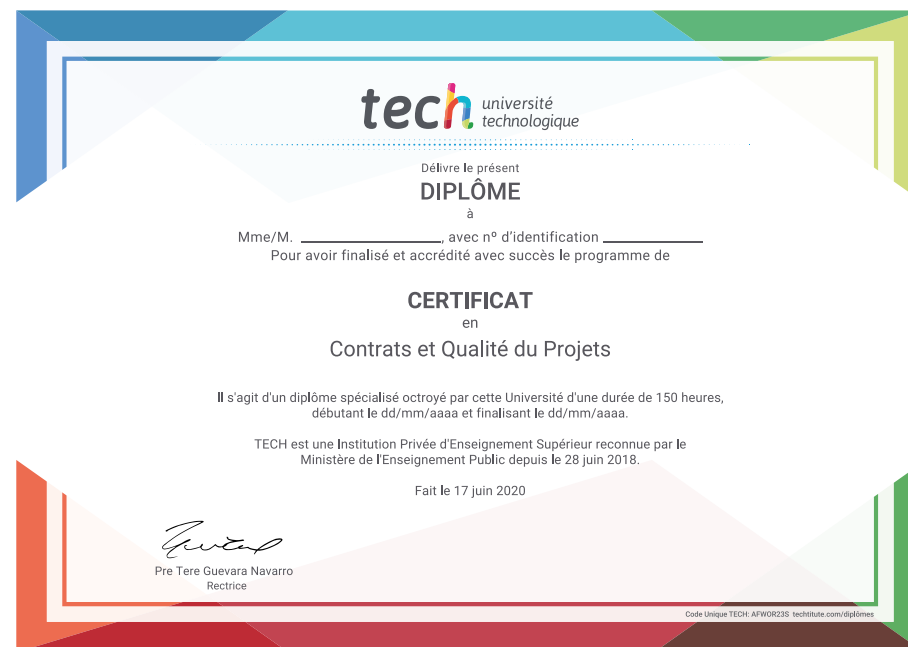 tech université
technologique
Délivre le présent
DIPLÔME
à
Mme/M. ____________________, avec nº d'identification ______________
Pour avoir finalisé et accrédité avec succès le programme de
CERTIFICAT
en
Contrats et Qualité du Projets
Il s'agit d'un diplôme spécialisé octroyé par cette Université d'une durée de 150 heures,
débutant le dd/mm/aaaa et finalisant le dd/mm/aaaa.
TECH est une Institution Privée d'Enseignement Supérieur reconnue par le
Ministère de l'Enseignement Public depuis le 28 juin 2018.
Fait le 17 juin 2020
Pre Tere Guevara Navarro
Rectrice
Code Unique TECH: AFWOR23S techtitute.com/diplômes